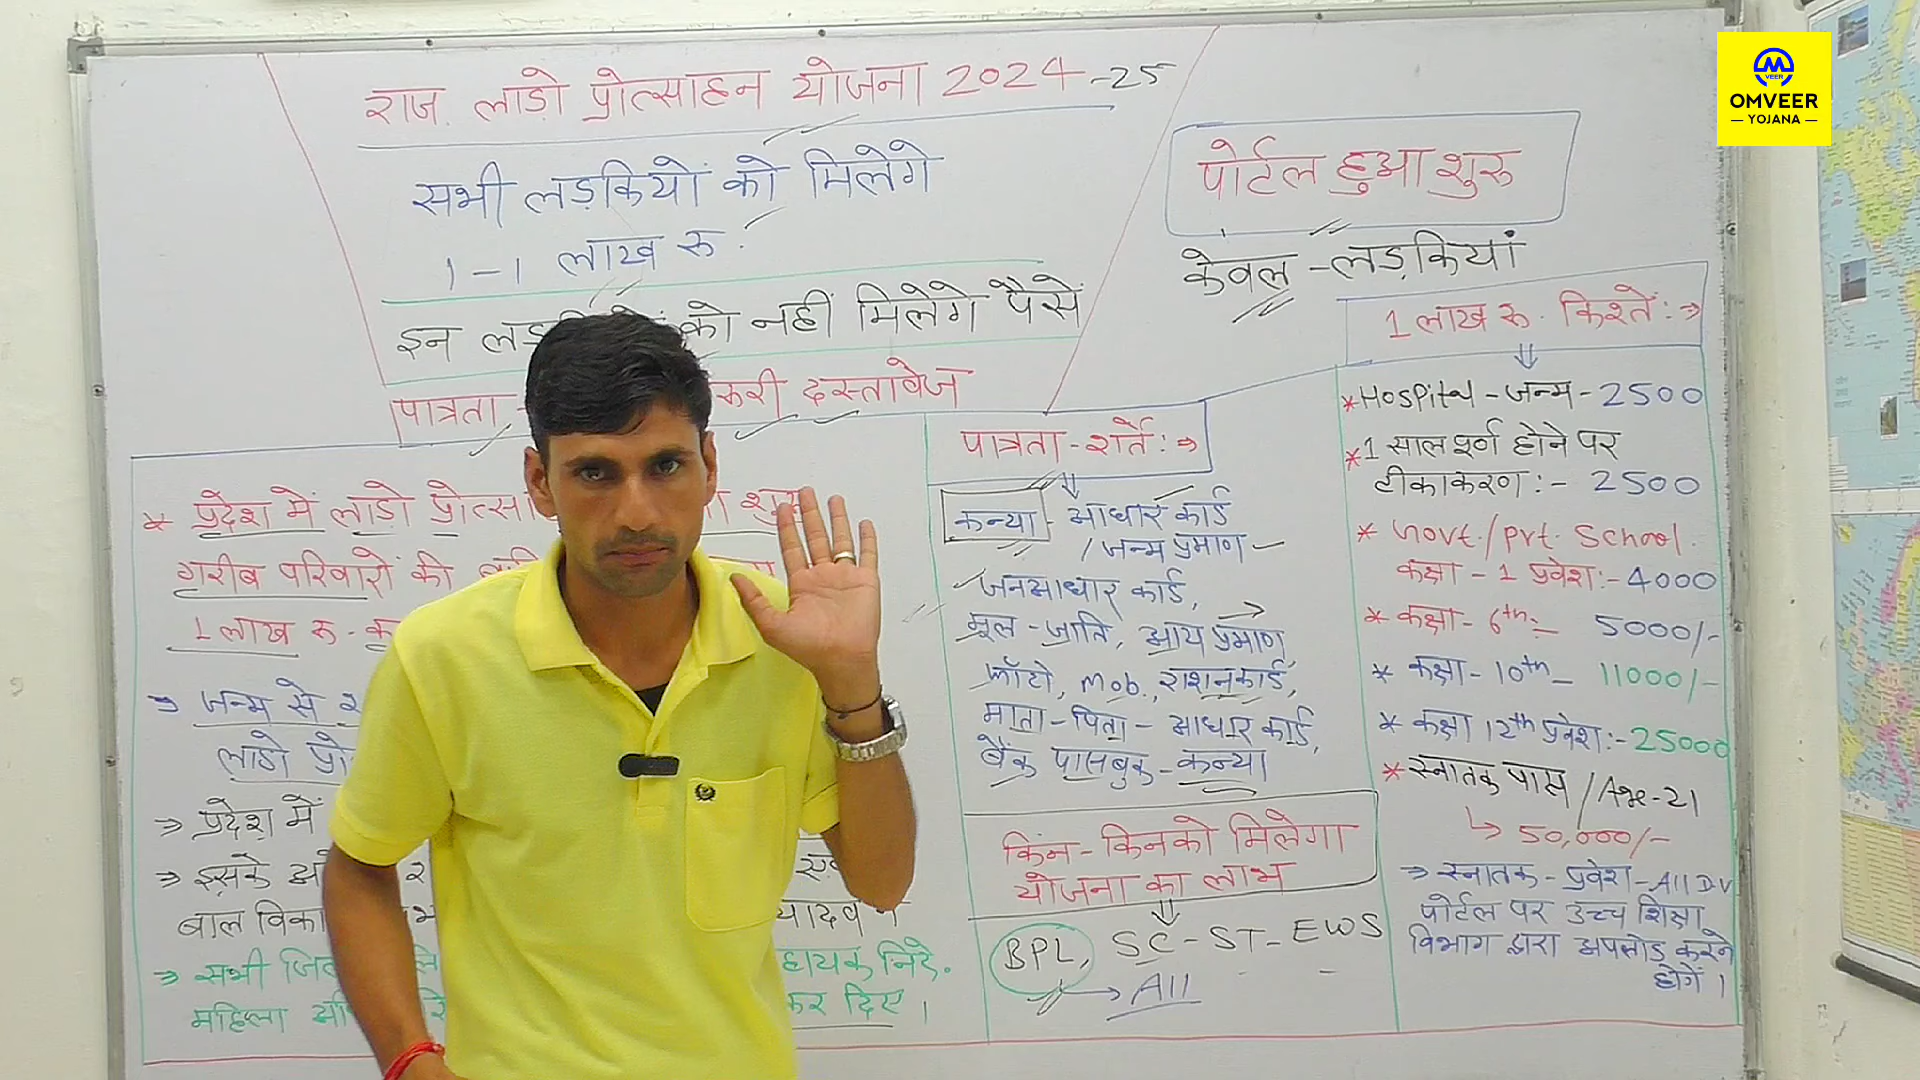 राज. लाडो प्रोत्साहन योजना 2024-25
सभी लड़कियों को मिलेगे
1-1 लाख रु.
इन को नहीं मिलेगे पैसे
पात्रता - दस्तावेज
पोर्टल हुआ शुरु
केवल - लड़कियां
VEER
OMVEER
— YOJANA —
* प्रदेश में लाडो
गरीब परिवारों की
1 लाख रु -
⇒ जन्म से
लाडो
⇒ प्रदेश में
⇒ इसके
बाल यादव ने
⇒ सभी निदे.
महिला कर दिए।
पात्रता - शर्ते :⇒
कन्या - आधार कार्ड
/ जन्म प्रमाण -
जनआधार कार्ड,
मूल - जाति, आय प्रमाण,
फोटो, Mob., राशनकार्ड,
माता - पिता - आधार कार्ड,
बैंक पासबुक - कन्या
किन - किनको मिलेगा
योजना का लाभ
BPL, SC - ST - EWS
→ All
1 लाख रु. किश्ते :→
* Hospital - जन्म - 2500
* 1 साल पूर्ण होने पर
टीकाकरण :- 2500
* Govt. / Prt. School.
कक्षा - 1 प्रवेश :- 4000
* कक्षा - 6th :- 5000/-
* कक्षा - 10th - 11000/-
* कक्षा 12th प्रवेश :- 25000
* स्नातक पास / Age - 21
↳ 50,000/-
⇒ स्नातक - प्रवेश - All
पोर्टल पर उच्च शिक्षा
विभाग द्वारा अपलोड करने
होगें।